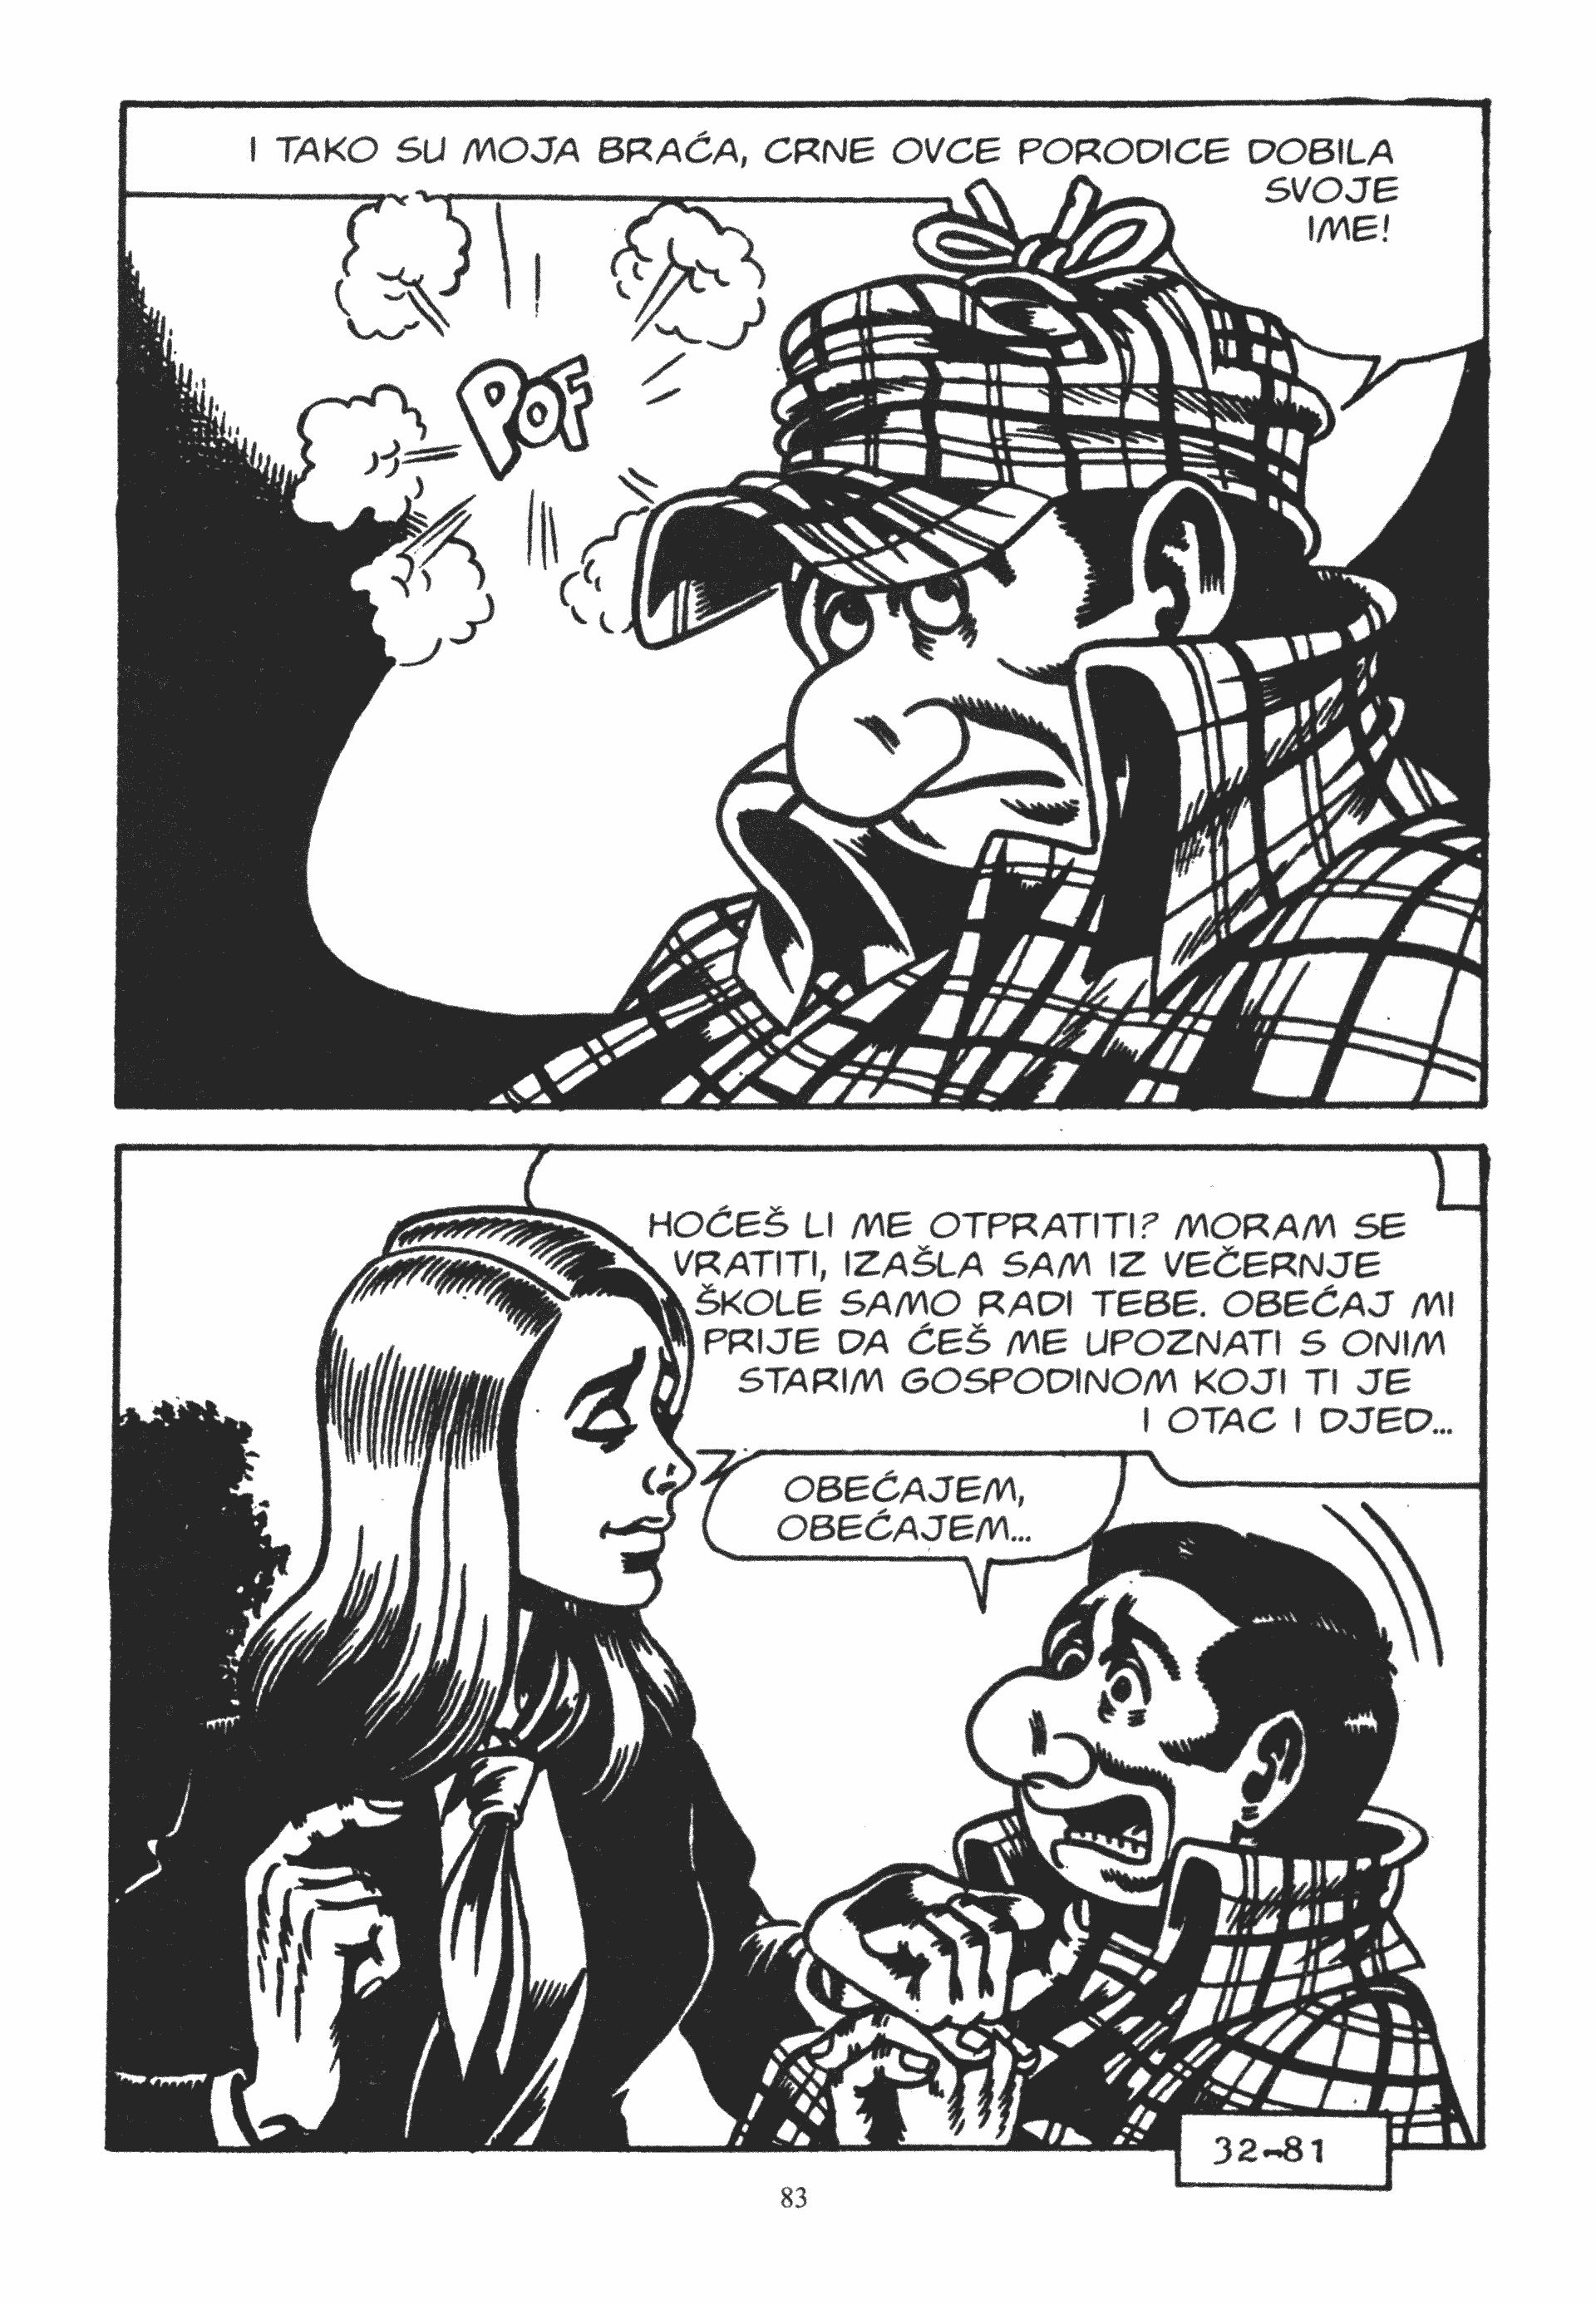 I TAKO SU MOJA BRAĆA, CRNE OVCE PORODICE DOBILA
SVOJE
IME!
POF
HOĆEŠ LI ME OTPRATITI? MORAM SE
VRATITI, IZAŠLA SAM IZ VEČERNJE
ŠKOLE SAMO RADI TEBE. OBEĆAJ MI
PRIJE DA ĆEŠ ME UPOZNATI S ONIM
STARIM GOSPODINOM KOJI TI JE
I OTAC I DJED...
OBEĆAJEM,
OBEĆAJEM...
32-81
83